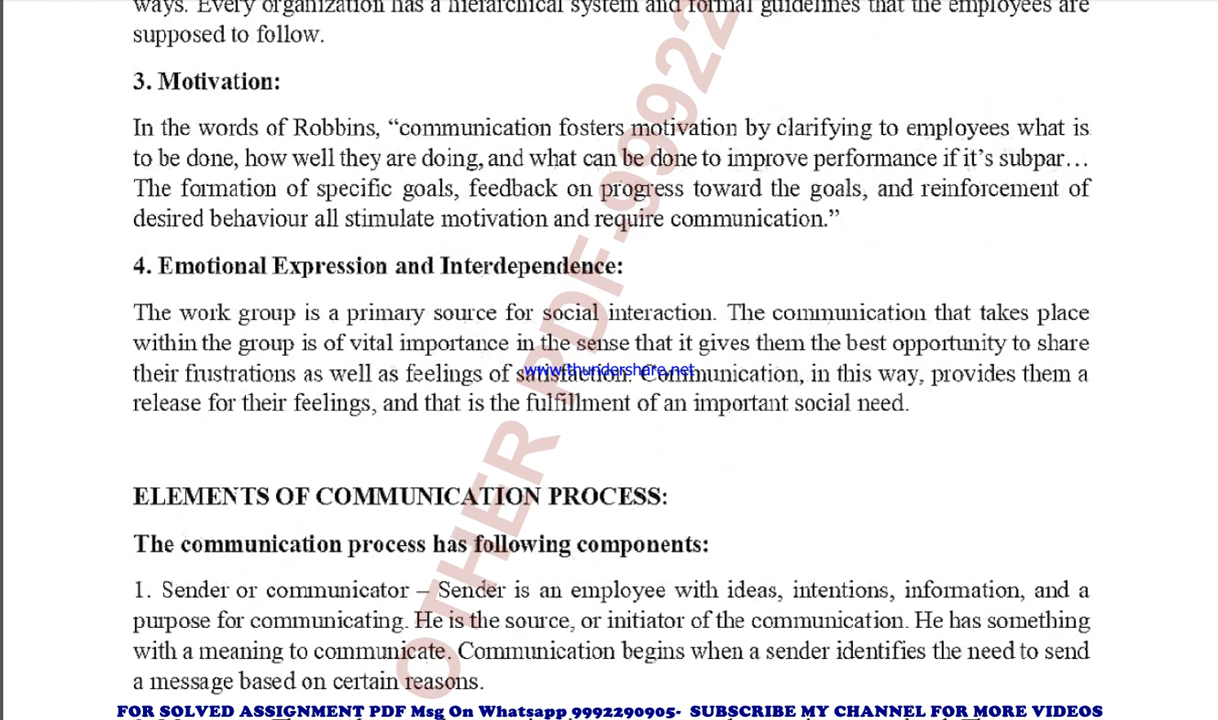 ways. Every organization has a hierarchical system and formal guidelines that the employees are
supposed to follow.
3. Motivation:
In the words of Robbins, “communication fosters motivation by clarifying to employees what is
to be done, how well they are doing, and what can be done to improve performance if it’s subpar…
The formation of specific goals, feedback on progress toward the goals, and reinforcement of
desired behaviour all stimulate motivation and require communication.”
4. Emotional Expression and Interdependence:
The work group is a primary source for social interaction. The communication that takes place
within the group is of vital importance in the sense that it gives them the best opportunity to share
their frustrations as well as feelings of satisfaction. Communication, in this way, provides them a
www.thundershare.net
release for their feelings, and that is the fulfillment of an important social need.
ELEMENTS OF COMMUNICATION PROCESS:
The communication process has following components:
1. Sender or communicator – Sender is an employee with ideas, intentions, information, and a
purpose for communicating. He is the source, or initiator of the communication. He has something
with a meaning to communicate. Communication begins when a sender identifies the need to send
a message based on certain reasons.
OTHER PDF-99922
FOR SOLVED ASSIGNMENT PDF Msg On Whatsapp 9992290905- SUBSCRIBE MY CHANNEL FOR MORE VIDEOS